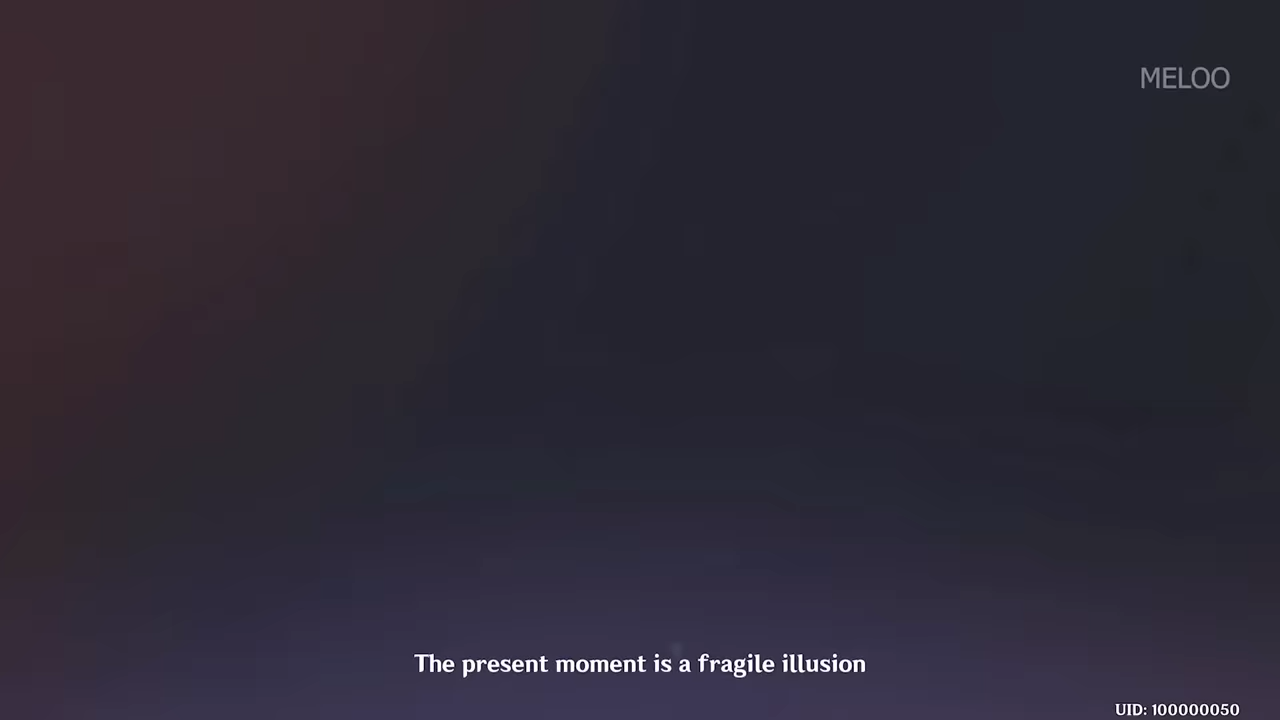 MELOO
The present moment is a fragile illusion
UID: 100000050